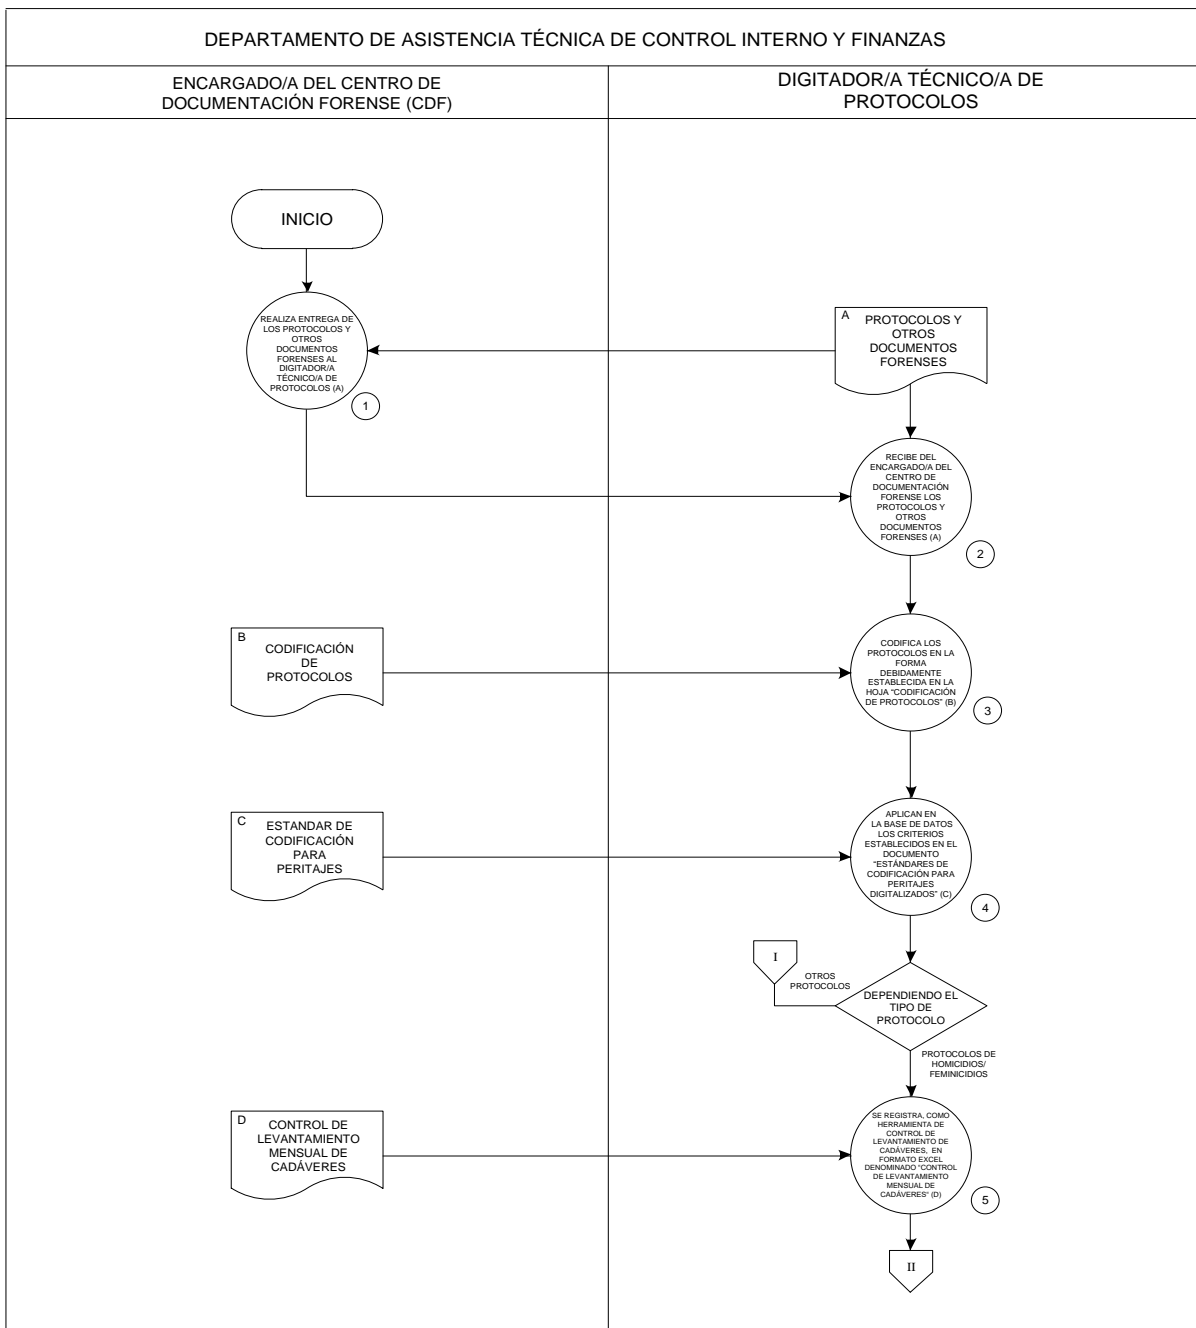 DEPARTAMENTO DE ASISTENCIA TÉCNICA DE CONTROL INTERNO Y FINANZAS
ENCARGADO/A DEL CENTRO DE
DOCUMENTACIÓN FORENSE (CDF)
DIGITADOR/A TÉCNICO/A DE
PROTOCOLOS
INICIO
REALIZA ENTREGA DE
LOS PROTOCOLOS Y
OTROS
DOCUMENTOS
FORENSES AL
DIGITADOR/A
TÉCNICO/A DE
PROTOCOLOS (A)
1
A
PROTOCOLOS Y
OTROS
DOCUMENTOS
FORENSES
RECIBE DEL
ENCARGADO/A DEL
CENTRO DE
DOCUMENTACIÓN
FORENSE LOS
PROTOCOLOS Y
OTROS
DOCUMENTOS
FORENSES (A)
2
B
CODIFICACIÓN
DE
PROTOCOLOS
CODIFICA LOS
PROTOCOLOS EN LA
FORMA
DEBIDAMENTE
ESTABLECIDA EN LA
HOJA “CODIFICACIÓN
DE PROTOCOLOS” (B)
3
C
ESTANDAR DE
CODIFICACIÓN
PARA
PERITAJES
APLICAN EN
LA BASE DE DATOS
LOS CRITERIOS
ESTABLECIDOS EN EL
DOCUMENTO
“ESTÁNDARES DE
CODIFICACIÓN PARA
PERITAJES
DIGITALIZADOS” (C)
4
I
OTROS
PROTOCOLOS
DEPENDIENDO EL
TIPO DE
PROTOCOLO
PROTOCOLOS DE
HOMICIDIOS/
FEMINICIDIOS
D
CONTROL DE
LEVANTAMIENTO
MENSUAL DE
CADÁVERES
SE REGISTRA, COMO
HERRAMIENTA DE
CONTROL DE
LEVANTAMIENTO DE
CADÁVERES, EN
FORMATO EXCEL
DENOMINADO “CONTROL
DE LEVANTAMIENTO
MENSUAL DE
CADÁVERES” (D)
5
II